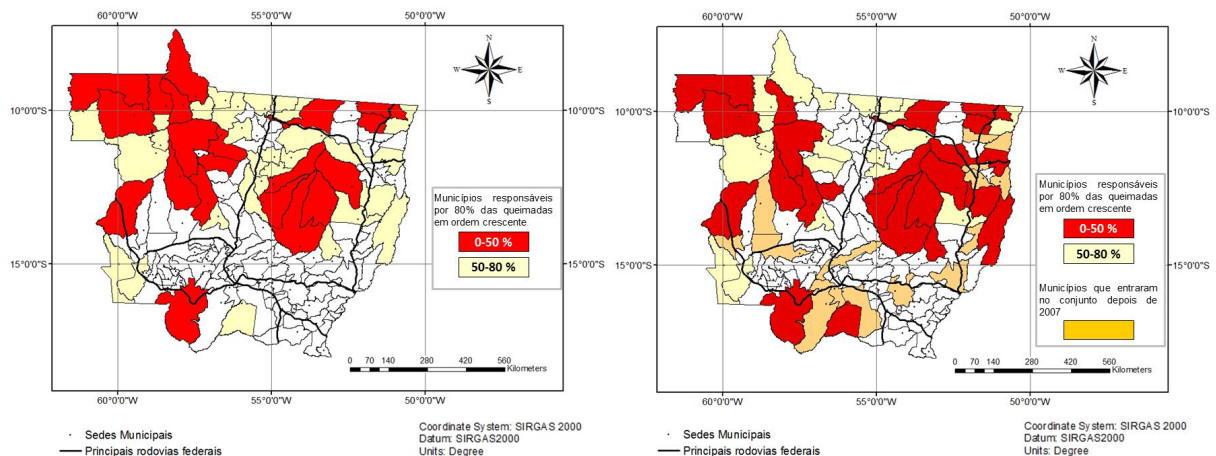 60°0'0"W 55°0'0"W 50°0'0"W
N
W E
S
10°0'0"S 10°0'0"S
Municípios responsáveis
por 80% das queimadas
em ordem crescente
0-50 %
50-80 %
15°0'0"S 15°0'0"S
0 70 140 280 420 560
Kilometers
60°0'0"W 55°0'0"W 50°0'0"W
Sedes Municipais
Principais rodovias federais
Coordinate System: SIRGAS 2000
Datum: SIRGAS2000
Units: Degree
60°0'0"W 55°0'0"W 50°0'0"W
N
W E
S
10°0'0"S 10°0'0"S
Municípios responsáveis
por 80% das queimadas
em ordem crescente
0-50 %
50-80 %
Municípios que entraram
no conjunto depois de
2007
15°0'0"S 15°0'0"S
0 70 140 280 420 560
Kilometers
60°0'0"W 55°0'0"W 50°0'0"W
Sedes Municipais
Principais rodovias federais
Coordinate System: SIRGAS 2000
Datum: SIRGAS2000
Units: Degree